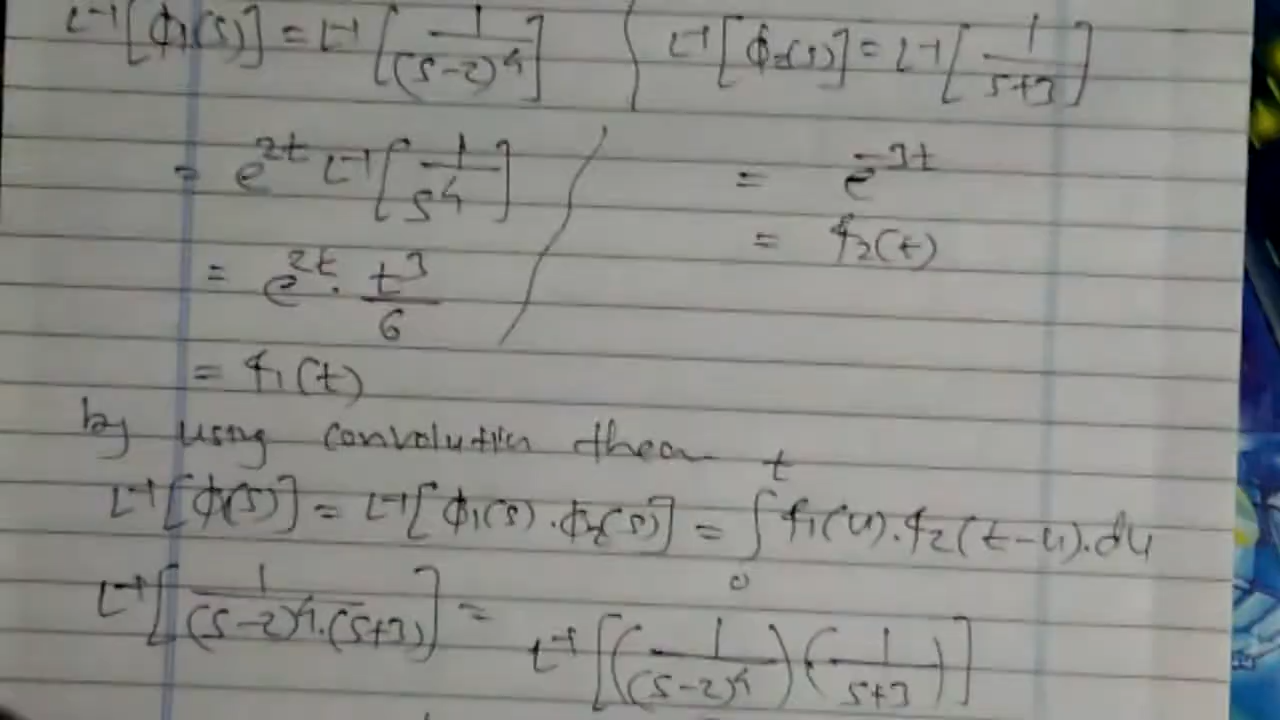 L⁻¹[ϕ₁(s)] = L⁻¹[1/(s-2)⁴] L⁻¹[ϕ₂(s)] = L⁻¹[1/(s+3)]
= e^{2t} L⁻¹[1/s⁴] = e^{-3t}
= e^{2t} · t³/6 = f₂(t)
= f₁(t)
by using convolution theorem
L⁻¹[ϕ(s)] = L⁻¹[ϕ₁(s) · ϕ₂(s)] = ∫₀ᵗ f₁(u) · f₂(t-u) · du
L⁻¹[1/((s-2)⁴ · (s+3))] = L⁻¹[(1/(s-2)⁴)(1/(s+3))]